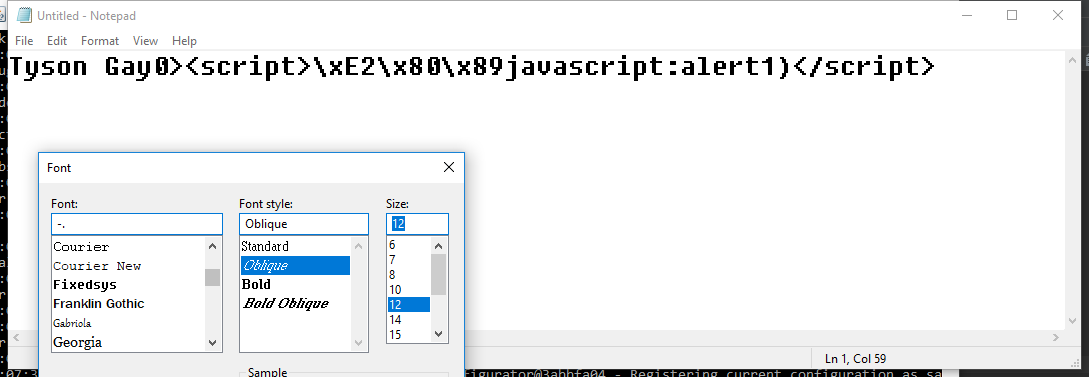 Untitled - Notepad
File Edit Format View Help
Tyson Gay0><script>\xE2\x80\x89javascript:alert1)</script>
Font
Font: Font style: Size:
-. Oblique 12
Courier Standard 6
Courier New Oblique 7
Fixedsys Bold 8
Franklin Gothic Bold Oblique 10
Gabriola 12
Georgia 14
15
Ln 1, Col 59
Sample
figurator@3abbfa04 - Registering current configuration as sa